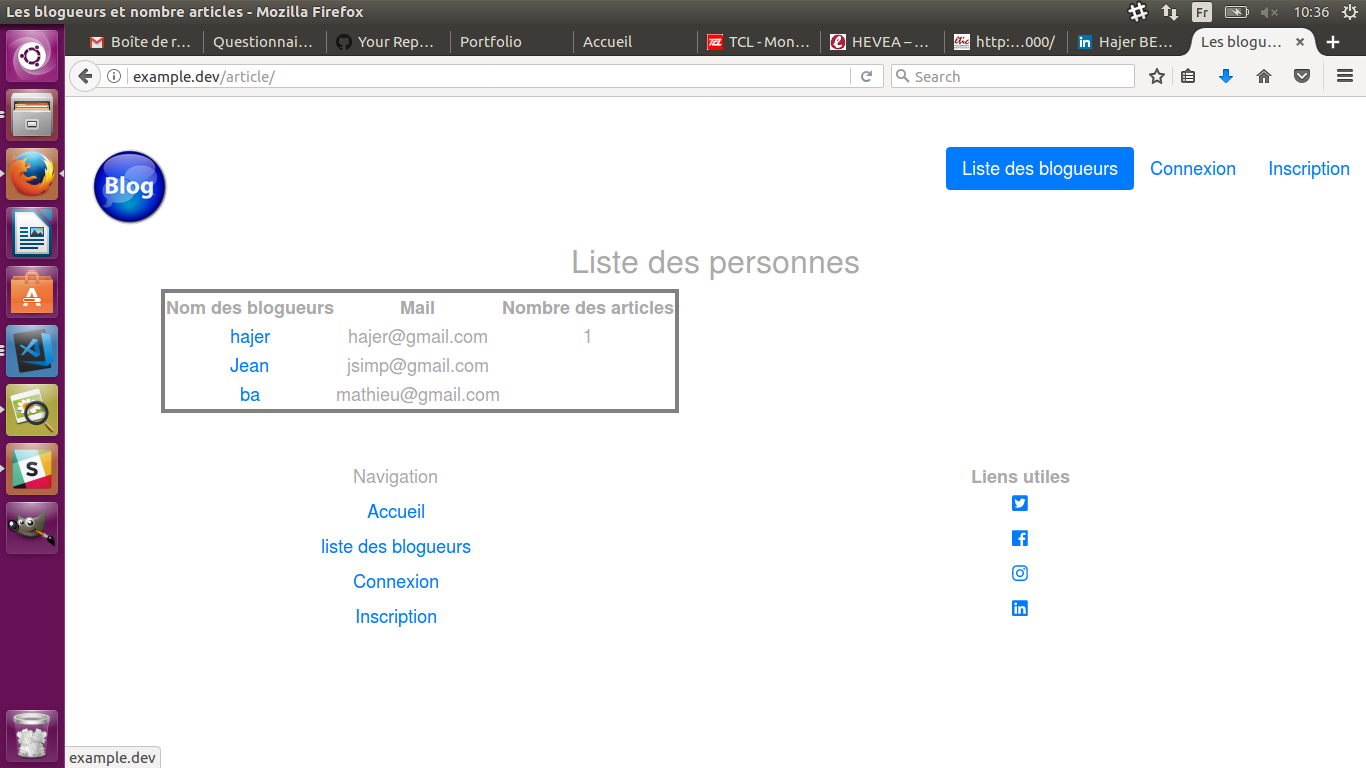 Les blogueurs et nombre articles - Mozilla Firefox
Fr
10:36
Boîte de r…
Questionnai…
Your Rep…
Portfolio
Accueil
TCL - Mon…
HEVEA – …
http:…000/
Hajer BE…
Les blogu…
example.dev/article/
Search
Blog
Liste des blogueurs
Connexion
Inscription
Liste des personnes
Nom des blogueurs Mail Nombre des articles
hajer hajer@gmail.com 1
Jean jsimp@gmail.com
ba mathieu@gmail.com
Navigation
Accueil
liste des blogueurs
Connexion
Inscription
Liens utiles
example.dev